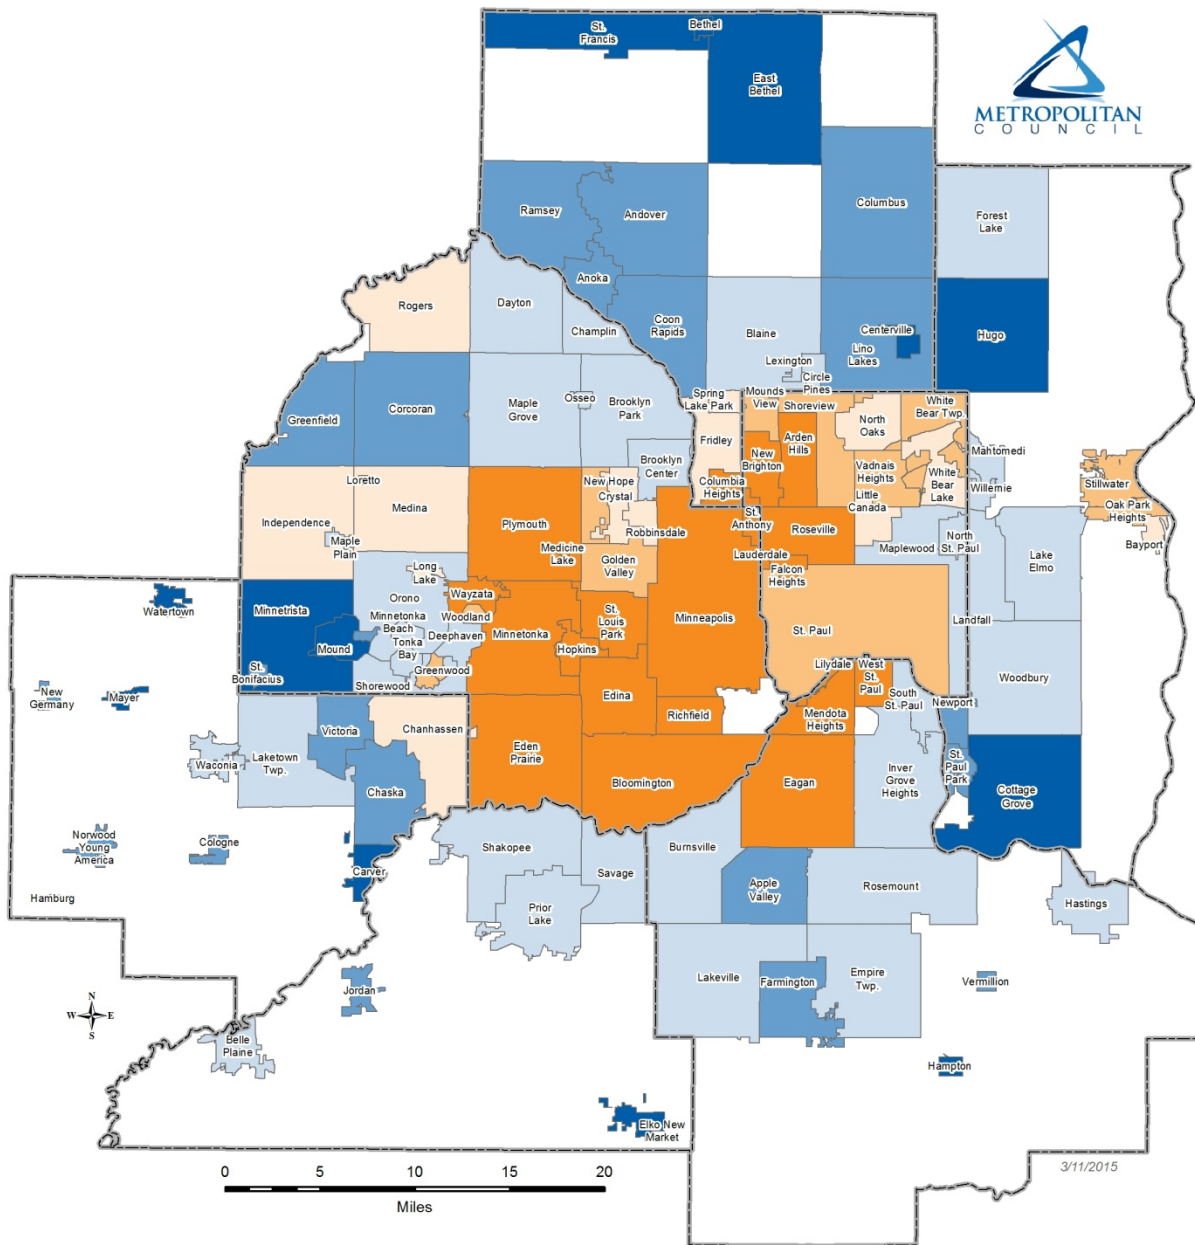 St.
Francis
Bethel
East
Bethel
METROPOLITAN
COUNCIL
Ramsey
Andover
Columbus
Forest
Lake
Anoka
Rogers
Dayton
Champlin
Coon
Rapids
Blaine
Centerville
Lino
Lakes
Hugo
Lexington
Circle
Pines
Greenfield
Corcoran
Maple
Grove
Osseo
Brooklyn
Park
Spring
Lake Park
Mounds
View
Shoreview
White
Bear Twp.
North
Oaks
Fridley
Arden
Hills
New
Brighton
Brooklyn
Center
Mahtomedi
Vadnais
Heights
White
Bear
Lake
Willernie
Stillwater
Loretto
Medina
Independence
Maple
Plain
Plymouth
New Hope
Crystal
Robbinsdale
Columbia
Heights
St.
Anthony
Little
Canada
Oak Park
Heights
Bayport
Roseville
Maplewood
North
St. Paul
Lake
Elmo
Medicine
Lake
Golden
Valley
Lauderdale
Falcon
Heights
Long
Lake
Wayzata
Orono
Watertown
Minnetrista
Minnetonka
Beach
Woodland
Deephaven
Tonka
Bay
Mound
Greenwood
Shorewood
St.
Bonifacius
Minnetonka
Hopkins
St.
Louis
Park
Minneapolis
St. Paul
Landfall
Woodbury
Lilydale
West
St. Paul
South
St. Paul
Newport
New
Germany
Mayer
Edina
Richfield
Mendota
Heights
Victoria
Chanhassen
Waconia
Laketown
Twp.
Eden
Prairie
Bloomington
Eagan
Inver
Grove
Heights
St.
Paul
Park
Cottage
Grove
Chaska
Norwood
Young
America
Cologne
Carver
Shakopee
Savage
Burnsville
Apple
Valley
Rosemount
Hamburg
Prior
Lake
Hastings
Jordan
Lakeville
Farmington
Empire
Twp.
Vermillion
N
W E
S
Belle
Plaine
Hampton
Elko New
Market
0 5 10 15 20
Miles
3/11/2015